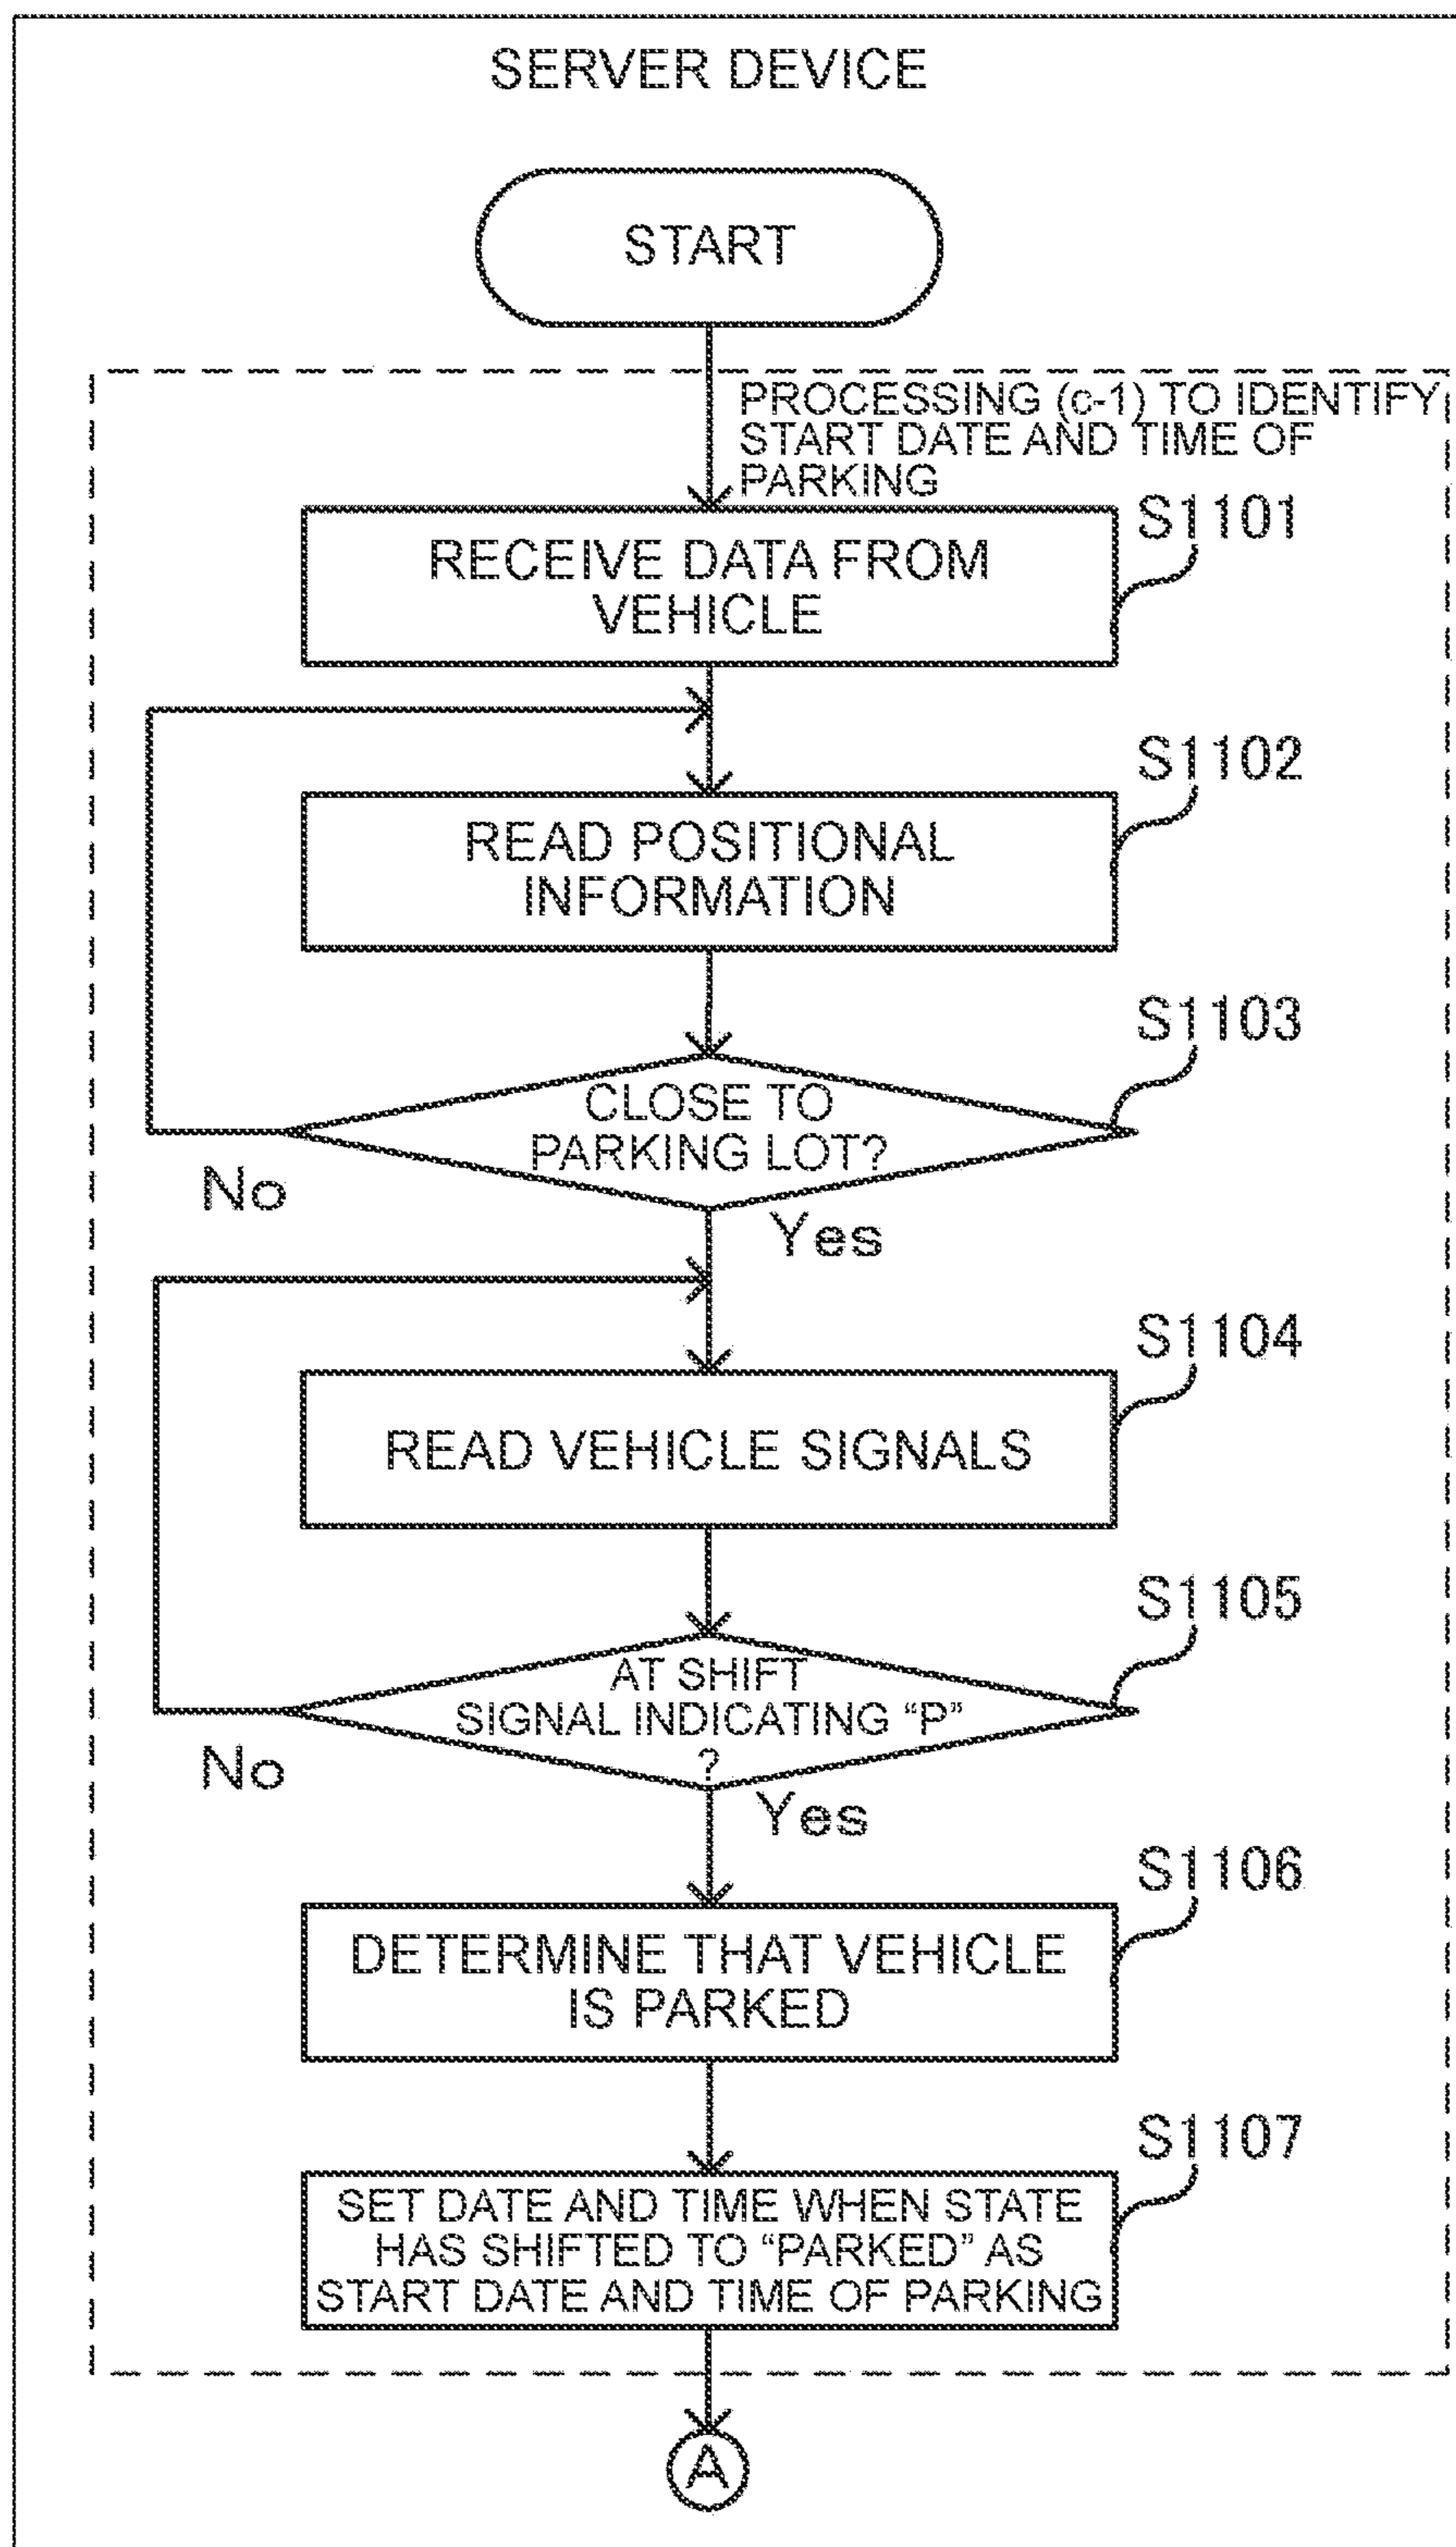 SERVER DEVICE
START
PROCESSING (c-1) TO IDENTIFY
START DATE AND TIME OF
PARKING
S1101
RECEIVE DATA FROM
VEHICLE
S1102
READ POSITIONAL
INFORMATION
S1103
CLOSE TO
PARKING LOT?
No
Yes
S1104
READ VEHICLE SIGNALS
S1105
AT SHIFT
SIGNAL INDICATING “P”
?
No
Yes
S1106
DETERMINE THAT VEHICLE
IS PARKED
S1107
SET DATE AND TIME WHEN STATE
HAS SHIFTED TO “PARKED” AS
START DATE AND TIME OF PARKING
A